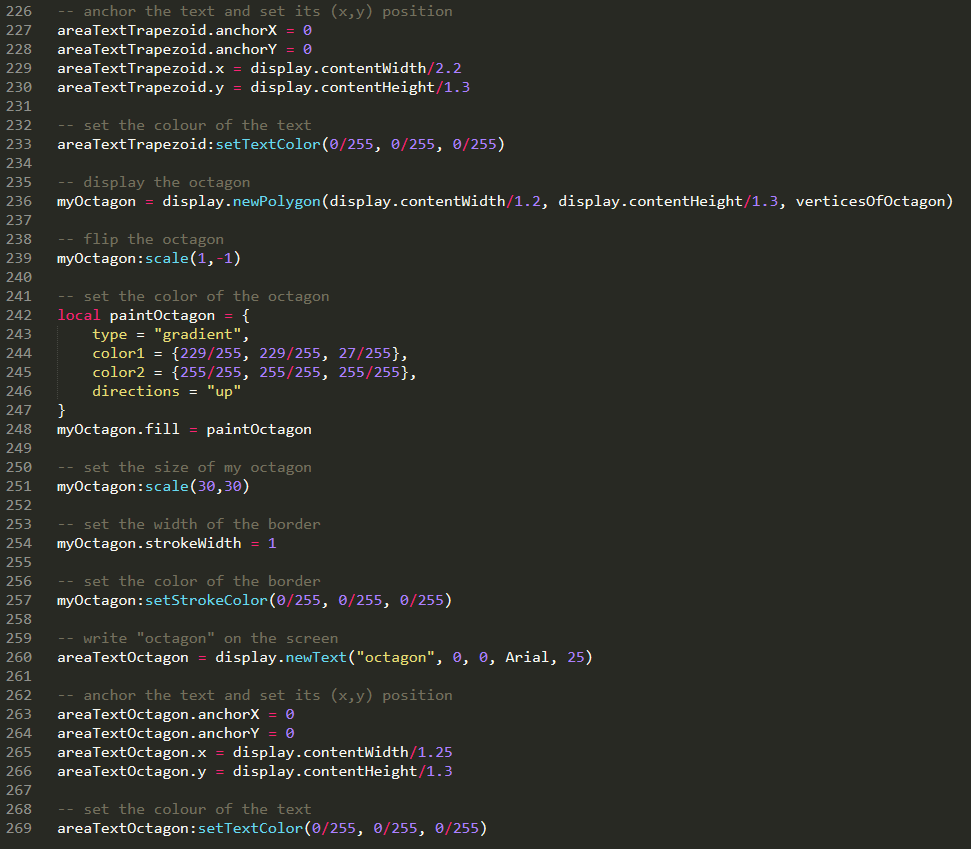 226 -- anchor the text and set its (x,y) position
227 areaTextTrapezoid.anchorX = 0
228 areaTextTrapezoid.anchorY = 0
229 areaTextTrapezoid.x = display.contentWidth/2.2
230 areaTextTrapezoid.y = display.contentHeight/1.3
231
232 -- set the colour of the text
233 areaTextTrapezoid:setTextColor(0/255, 0/255, 0/255)
234
235 -- display the octagon
236 myOctagon = display.newPolygon(display.contentWidth/1.2, display.contentHeight/1.3, verticesOfOctagon)
237
238 -- flip the octagon
239 myOctagon:scale(1,-1)
240
241 -- set the color of the octagon
242 local paintOctagon = {
243     type = "gradient",
244     color1 = {229/255, 229/255, 27/255},
245     color2 = {255/255, 255/255, 255/255},
246     directions = "up"
247 }
248 myOctagon.fill = paintOctagon
249
250 -- set the size of my octagon
251 myOctagon:scale(30,30)
252
253 -- set the width of the border
254 myOctagon.strokeWidth = 1
255
256 -- set the color of the border
257 myOctagon:setStrokeColor(0/255, 0/255, 0/255)
258
259 -- write "octagon" on the screen
260 areaTextOctagon = display.newText("octagon", 0, 0, Arial, 25)
261
262 -- anchor the text and set its (x,y) position
263 areaTextOctagon.anchorX = 0
264 areaTextOctagon.anchorY = 0
265 areaTextOctagon.x = display.contentWidth/1.25
266 areaTextOctagon.y = display.contentHeight/1.3
267
268 -- set the colour of the text
269 areaTextOctagon:setTextColor(0/255, 0/255, 0/255)